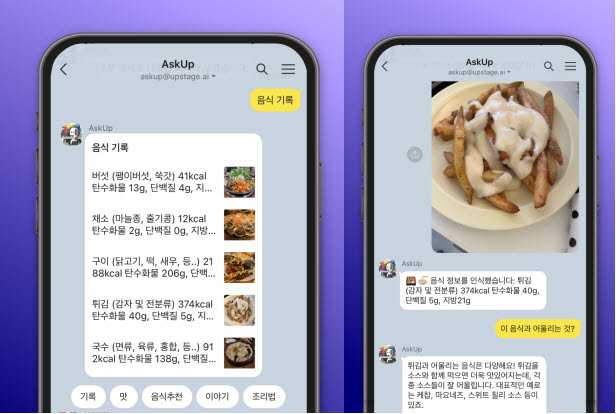 AskUp
askup@upstage.ai
음식 기록
AskUp
음식 기록
버섯 (팽이버섯, 쑥갓) 41kcal
탄수화물 13g, 단백질 4g, 지...
채소 (마늘종, 줄기콩) 12kcal
탄수화물 2g, 단백질 0g, 지방...
구이 (닭고기, 떡, 새우, 등..) 21
88kcal 탄수화물 206g, 단백...
튀김 (감자 및 전분류) 374kcal
탄수화물 40g, 단백질 5g, 지...
국수 (면류, 육류, 홍합, 등..) 91
2kcal 탄수화물 138g, 단백질...
기록
맛
음식추천
이야기
조리법
AskUp
askup@upstage.ai
AskUp
음식 정보를 인식했습니다: 튀김
(감자 및 전분류) 374kcal 탄수화물 40g,
단백질 5g, 지방21g
이 음식과 어울리는 것?
AskUp
튀김과 어울리는 음식은 다양해요! 튀김을
소스와 함께 먹으면 더욱 맛있어지는데, 각
종 소스들이 잘 어울립니다. 대표적인 예로
는 케찹, 마요네즈, 스위트 칠리 소스 등이
있죠.